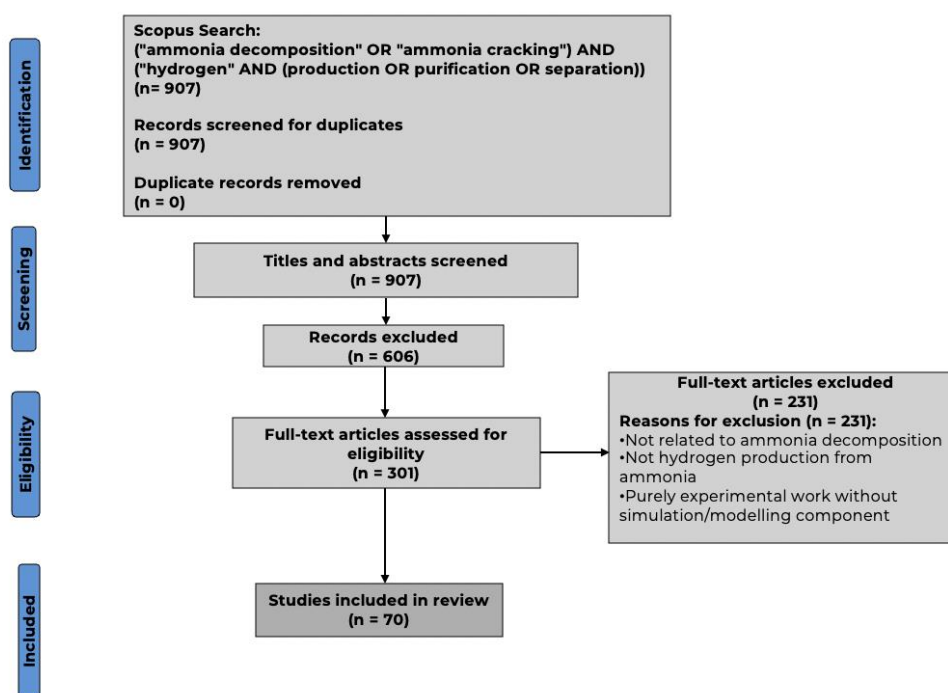 Identification
Scopus Search:
("ammonia decomposition" OR "ammonia cracking") AND
("hydrogen" AND (production OR purification OR separation))
(n= 907)
Records screened for duplicates
(n = 907)
Duplicate records removed
(n = 0)
Screening
Titles and abstracts screened
(n = 907)
Records excluded
(n = 606)
Eligibility
Full-text articles assessed for
eligibility
(n = 301)
Full-text articles excluded
(n = 231)
Reasons for exclusion (n = 231):
•Not related to ammonia decomposition
•Not hydrogen production from
ammonia
•Purely experimental work without
simulation/modelling component
Included
Studies included in review
(n = 70)